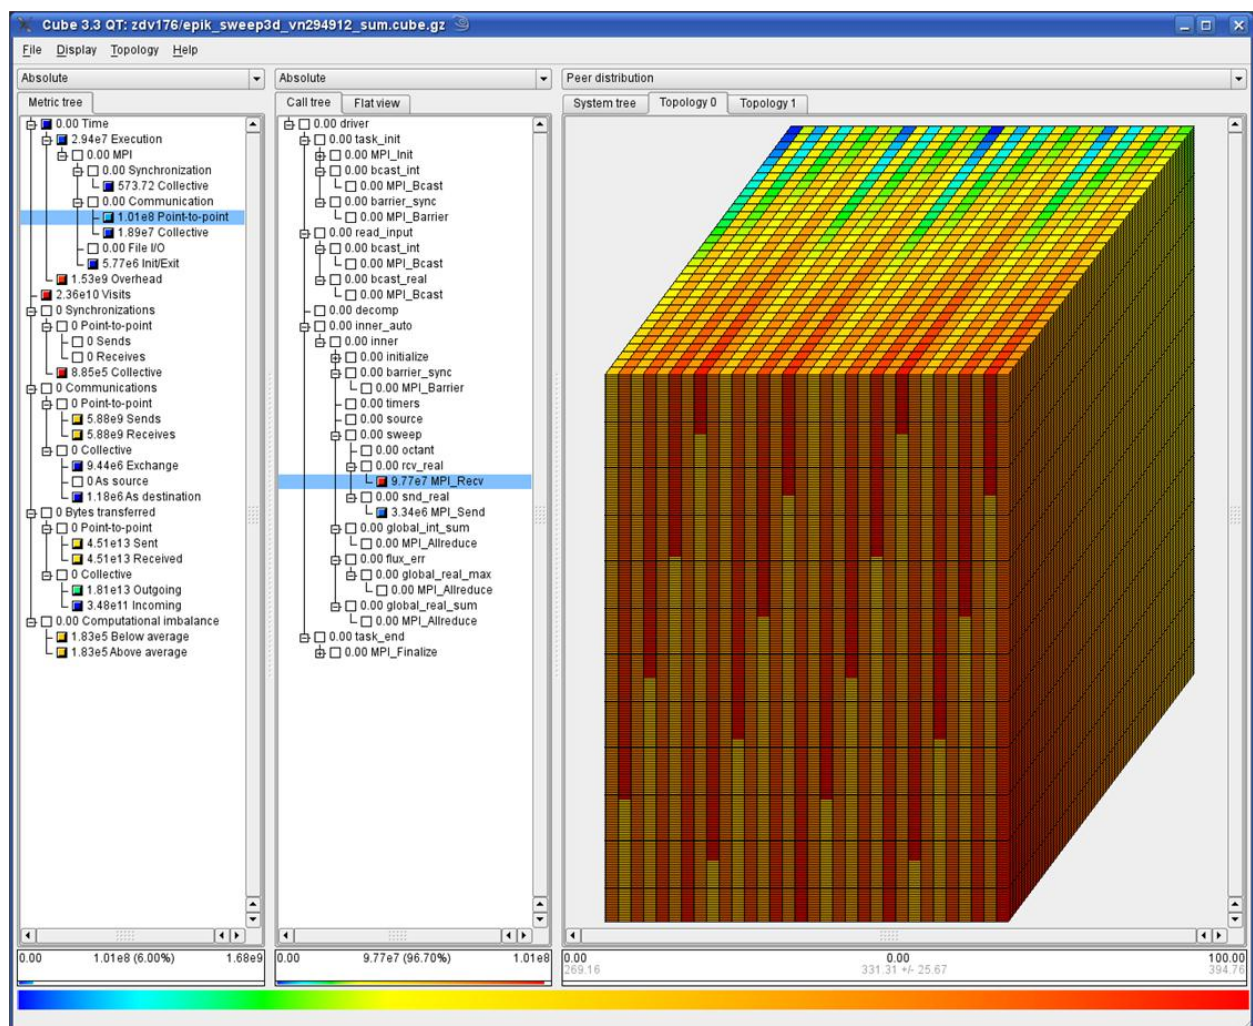 Cube 3.3 QT: zdv176/epik_sweep3d_vn294912_sum.cube.gz
File Display Topology Help
Absolute
Metric tree
0.00 Time
2.94e7 Execution
0.00 MPI
0.00 Synchronization
573.72 Collective
0.00 Communication
1.01e8 Point-to-point
1.89e7 Collective
0.00 File I/O
5.77e6 Init/Exit
1.53e9 Overhead
2.36e10 Visits
0 Synchronizations
0 Point-to-point
0 Sends
0 Receives
8.85e5 Collective
0 Communications
0 Point-to-point
5.88e9 Sends
5.88e9 Receives
0 Collective
9.44e6 Exchange
0 As source
1.18e6 As destination
0 Bytes transferred
0 Point-to-point
4.51e13 Sent
4.51e13 Received
0 Collective
1.81e13 Outgoing
3.48e11 Incoming
0.00 Computational imbalance
1.83e5 Below average
1.83e5 Above average
0.00 1.01e8 (6.00%) 1.68e9
Absolute
Call tree Flat view
0.00 driver
0.00 task_init
0.00 MPI_Init
0.00 bcast_int
0.00 MPI_Bcast
0.00 barrier_sync
0.00 MPI_Barrier
0.00 read_input
0.00 bcast_int
0.00 MPI_Bcast
0.00 bcast_real
0.00 MPI_Bcast
0.00 decomp
0.00 inner_auto
0.00 inner
0.00 initialize
0.00 barrier_sync
0.00 MPI_Barrier
0.00 timers
0.00 source
0.00 sweep
0.00 octant
0.00 rcv_real
9.77e7 MPI_Recv
0.00 snd_real
3.34e6 MPI_Send
0.00 global_int_sum
0.00 MPI_Allreduce
0.00 flux_err
0.00 global_real_max
0.00 MPI_Allreduce
0.00 global_real_sum
0.00 MPI_Allreduce
0.00 task_end
0.00 MPI_Finalize
0.00 9.77e7 (96.70%) 1.01e8
Peer distribution
System tree Topology 0 Topology 1
0.00 0.00 100.00
269.16 331.31 +/- 25.67 394.76